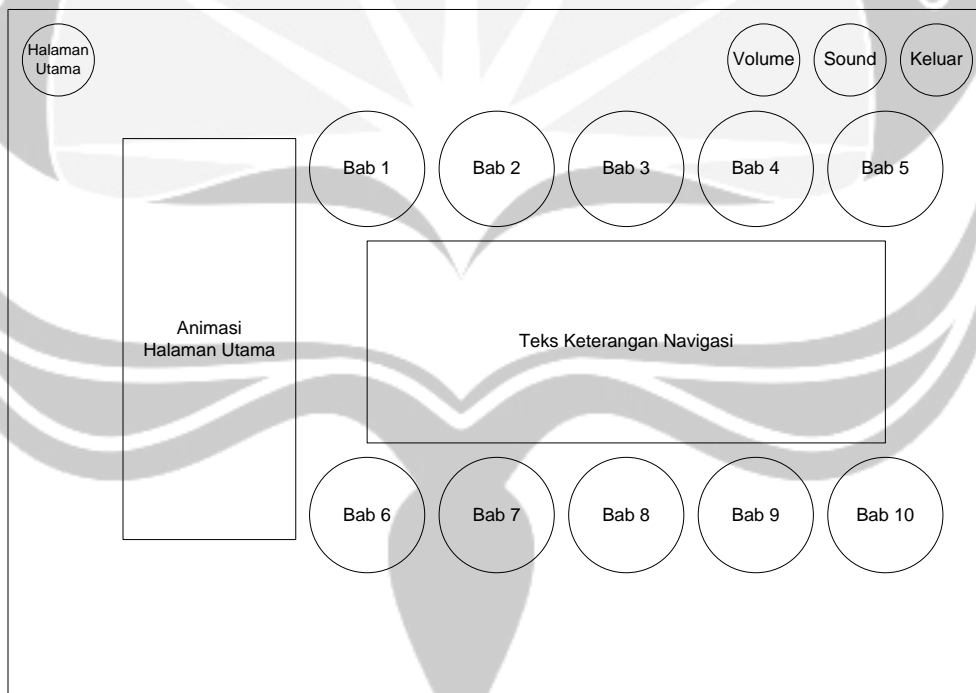 Halaman
Utama
Volume
Sound
Keluar
Bab 1
Bab 2
Bab 3
Bab 4
Bab 5
Animasi
Halaman Utama
Teks Keterangan Navigasi
Bab 6
Bab 7
Bab 8
Bab 9
Bab 10